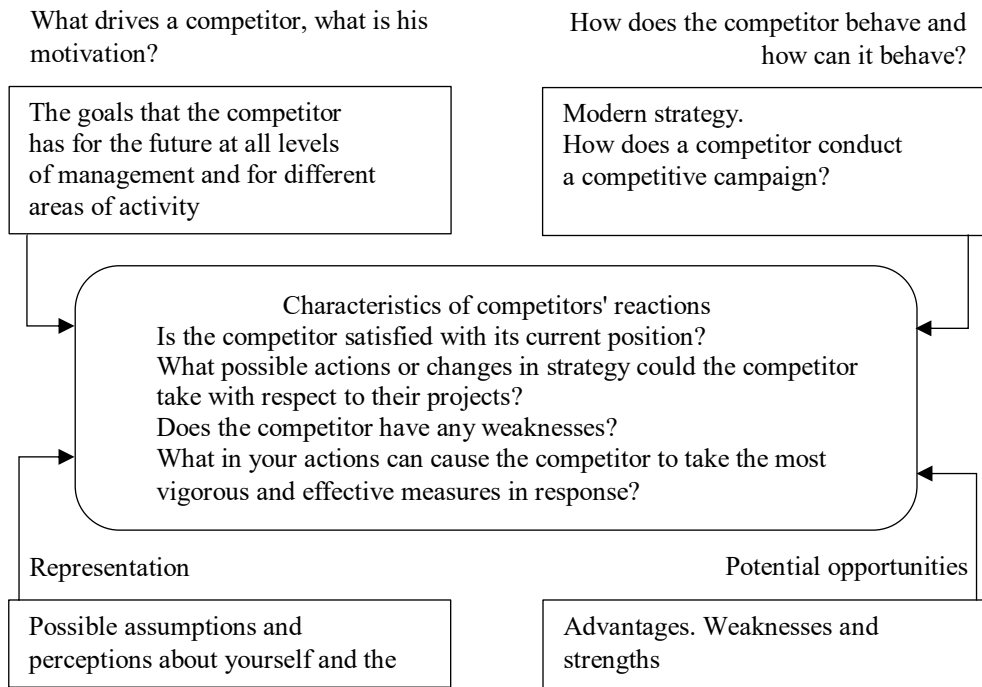 What drives a competitor, what is his
motivation?
How does the competitor behave and
how can it behave?
The goals that the competitor
has for the future at all levels
of management and for different
areas of activity
Modern strategy.
How does a competitor conduct
a competitive campaign?
Characteristics of competitors' reactions
Is the competitor satisfied with its current position?
What possible actions or changes in strategy could the competitor
take with respect to their projects?
Does the competitor have any weaknesses?
What in your actions can cause the competitor to take the most
vigorous and effective measures in response?
Representation
Potential opportunities
Possible assumptions and
perceptions about yourself and the
Advantages. Weaknesses and
strengths